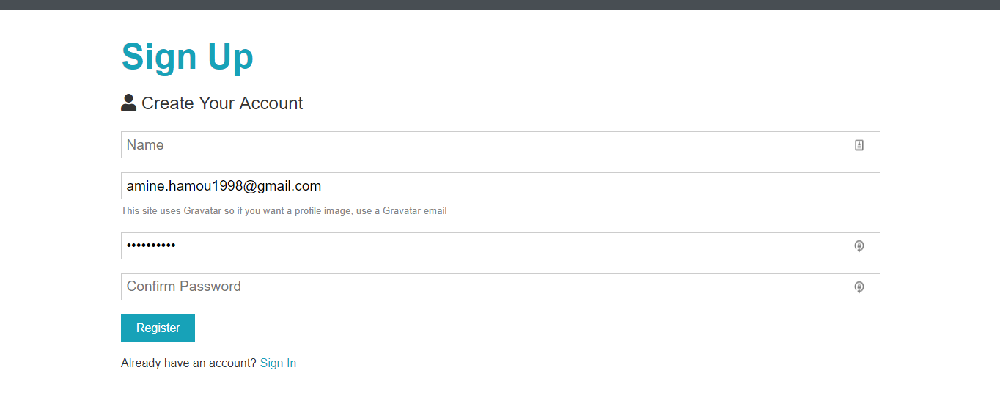 Sign Up
Create Your Account
Name
amine.hamou1998@gmail.com
This site uses Gravatar so if you want a profile image, use a Gravatar email
••••••••••
Confirm Password
Register
Already have an account? Sign In